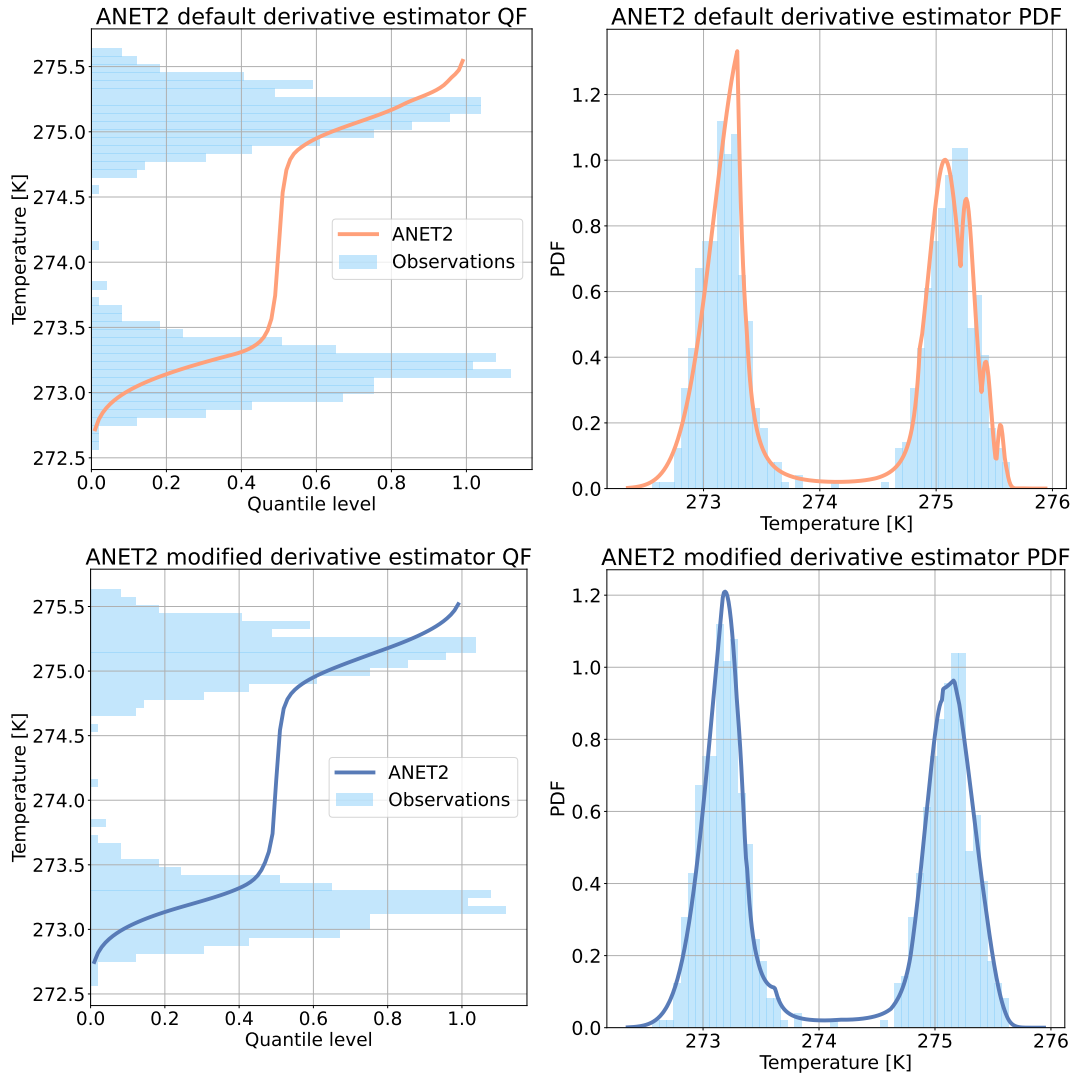 ANET2 default derivative estimator QF
275.5
275.0
274.5
274.0
273.5
273.0
272.5
Temperature [K]
ANET2
Observations
0.0 0.2 0.4 0.6 0.8 1.0
Quantile level
ANET2 default derivative estimator PDF
1.2
1.0
0.8
0.6
0.4
0.2
0.0
PDF
273 274 275 276
Temperature [K]
ANET2 modified derivative estimator QF
275.5
275.0
274.5
274.0
273.5
273.0
272.5
Temperature [K]
ANET2
Observations
0.0 0.2 0.4 0.6 0.8 1.0
Quantile level
ANET2 modified derivative estimator PDF
1.2
1.0
0.8
0.6
0.4
0.2
0.0
PDF
273 274 275 276
Temperature [K]